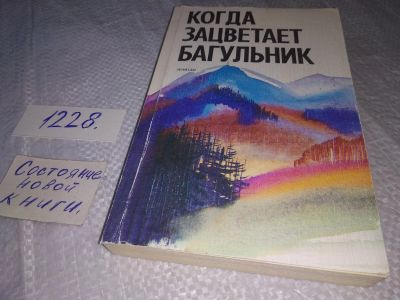 КОГДА
ЗАЦВЕТАЕТ
БАГУЛЬНИК
1228.
Состояние
новой
книги.